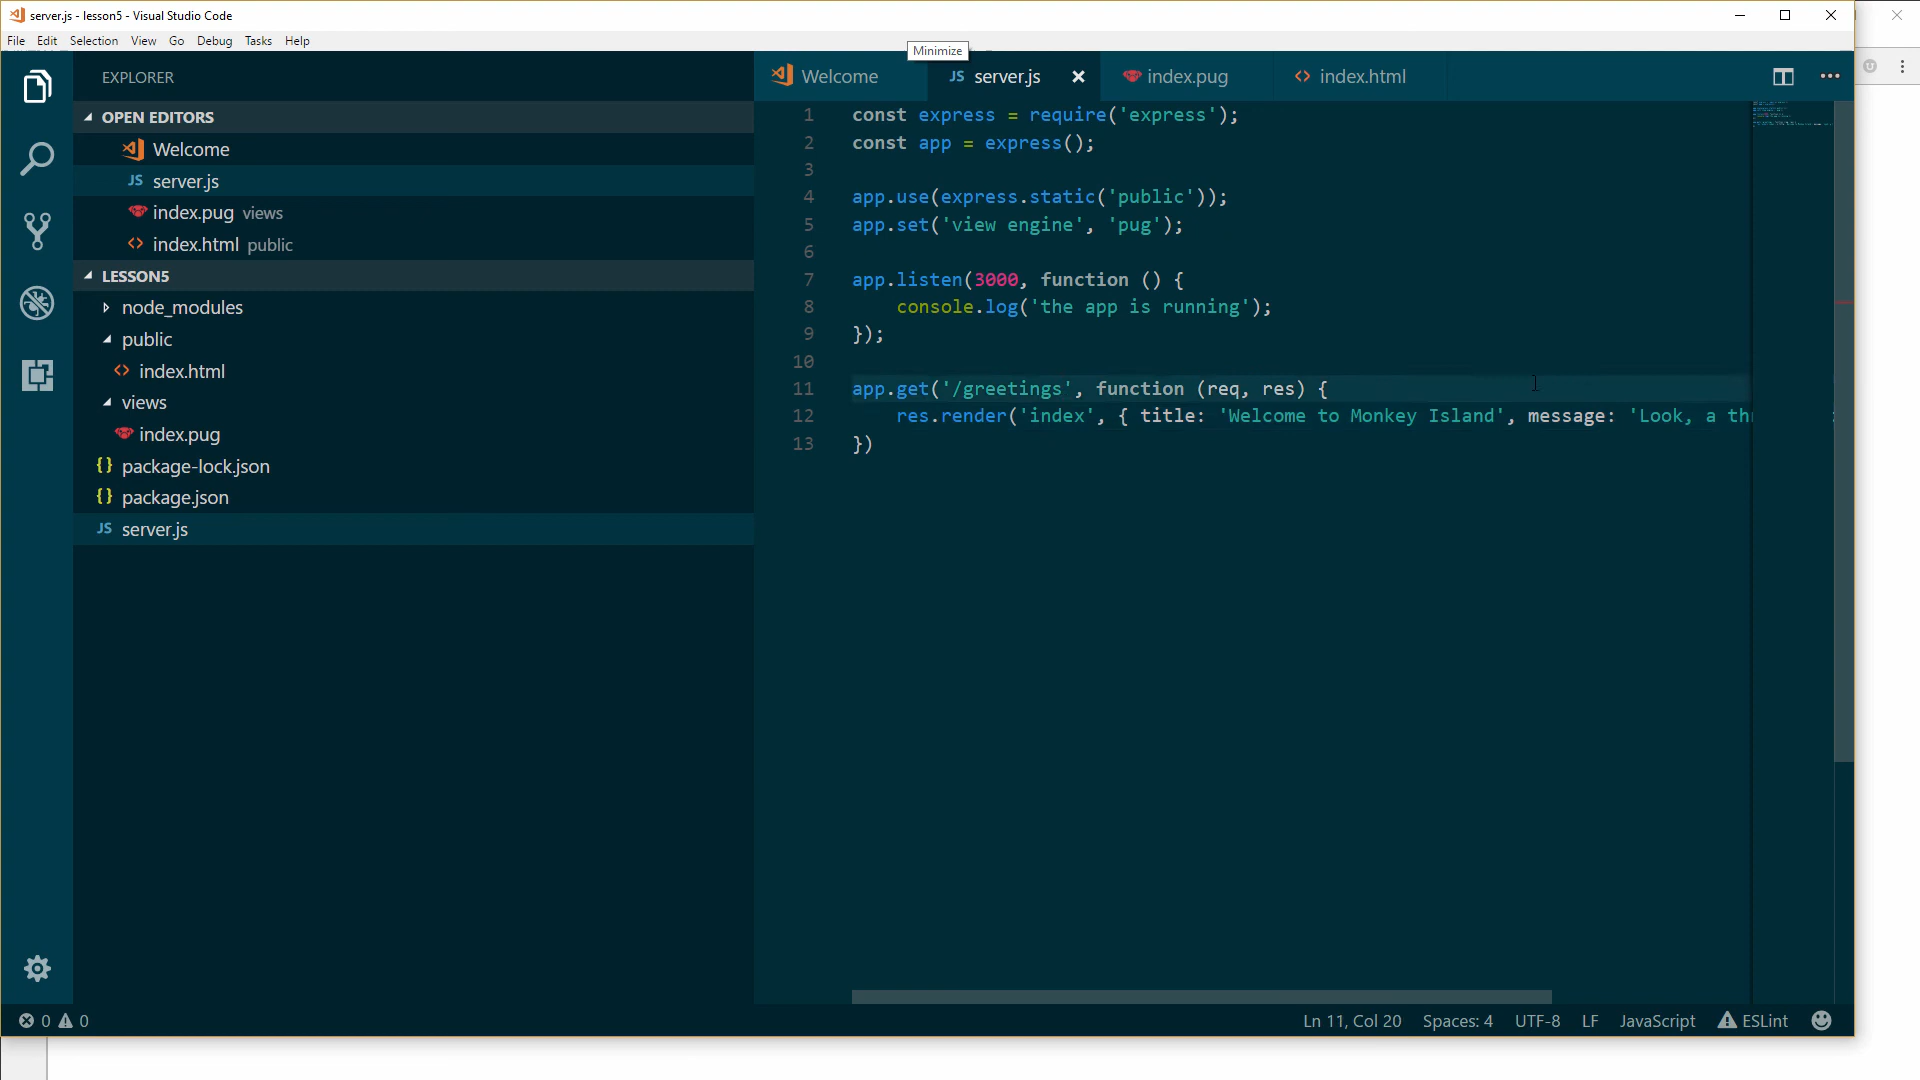 server.js - lesson5 - Visual Studio Code
File Edit Selection View Go Debug Tasks Help
Minimize
EXPLORER
OPEN EDITORS
Welcome
JS server.js
index.pug views
<> index.html public
LESSON5
node_modules
public
<> index.html
views
index.pug
{} package-lock.json
{} package.json
JS server.js
Welcome JS server.js index.pug <> index.html
1 const express = require('express');
2 const app = express();
3
4 app.use(express.static('public'));
5 app.set('view engine', 'pug');
6
7 app.listen(3000, function () {
8 console.log('the app is running');
9 });
10
11 app.get('/greetings', function (req, res) {
12 res.render('index', { title: 'Welcome to Monkey Island', message: 'Look, a th
13 })
0 0 Ln 11, Col 20 Spaces: 4 UTF-8 LF JavaScript ESLint